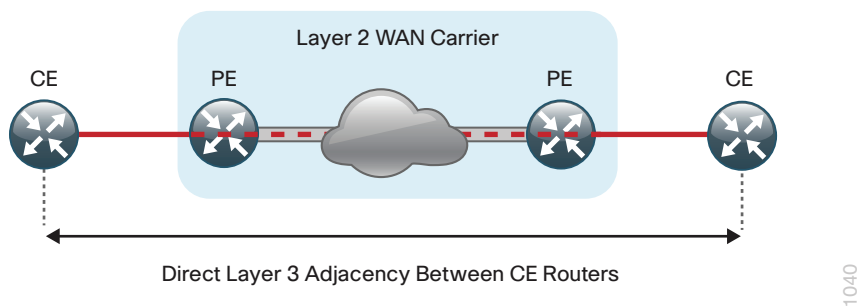 Layer 2 WAN Carrier
CE
PE
PE
CE
Direct Layer 3 Adjacency Between CE Routers
1040